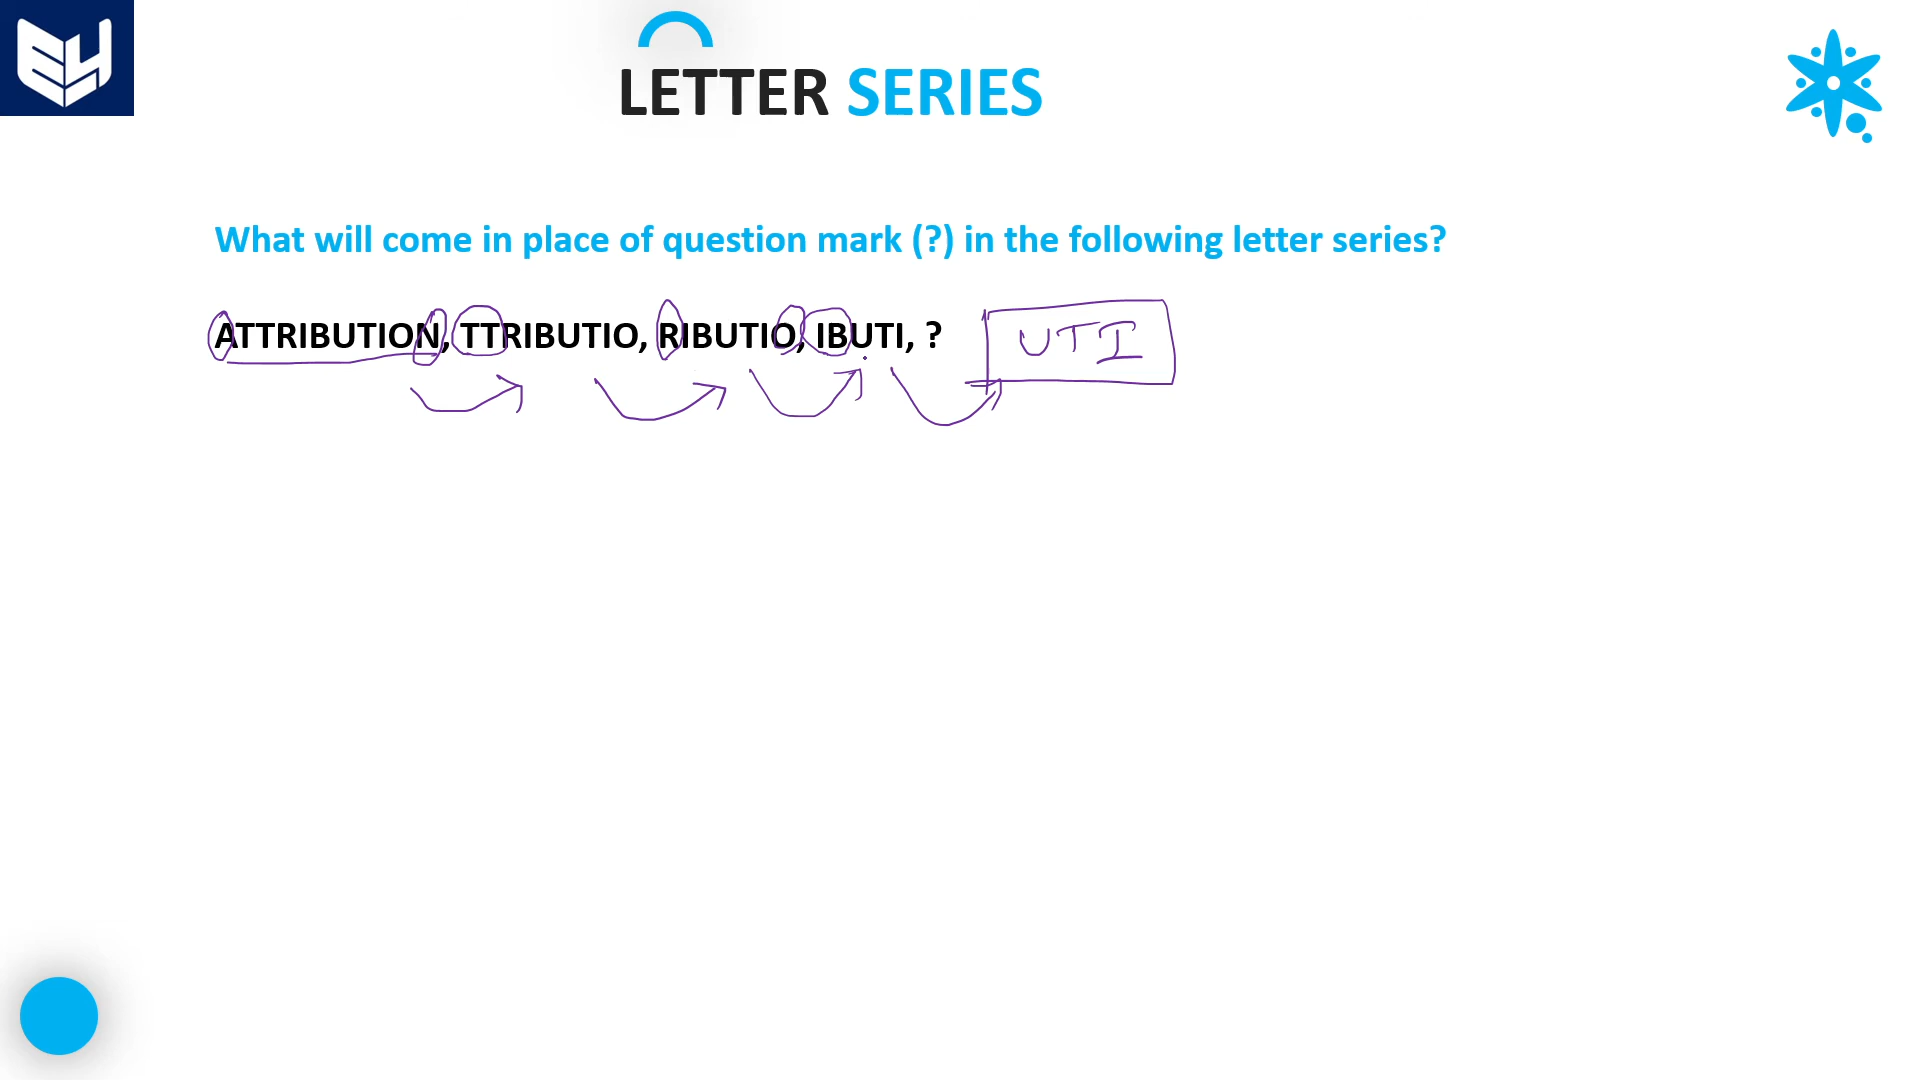 LETTER SERIES
What will come in place of question mark (?) in the following letter series?
ATTRIBUTION, TTRIBUTIO, RIBUTIO, IBUTI, ? UTI